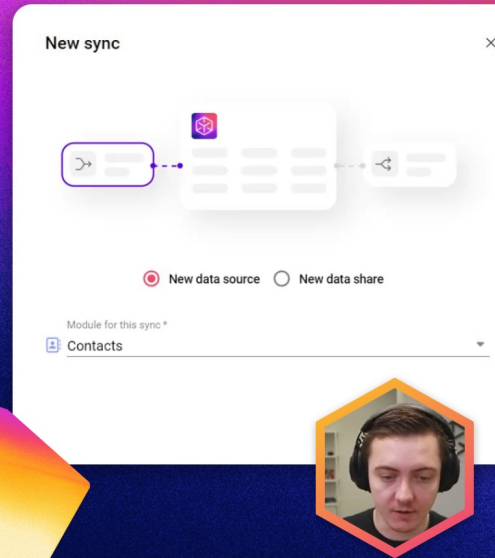 New sync
New data source New data share
Module for this sync *
Contacts